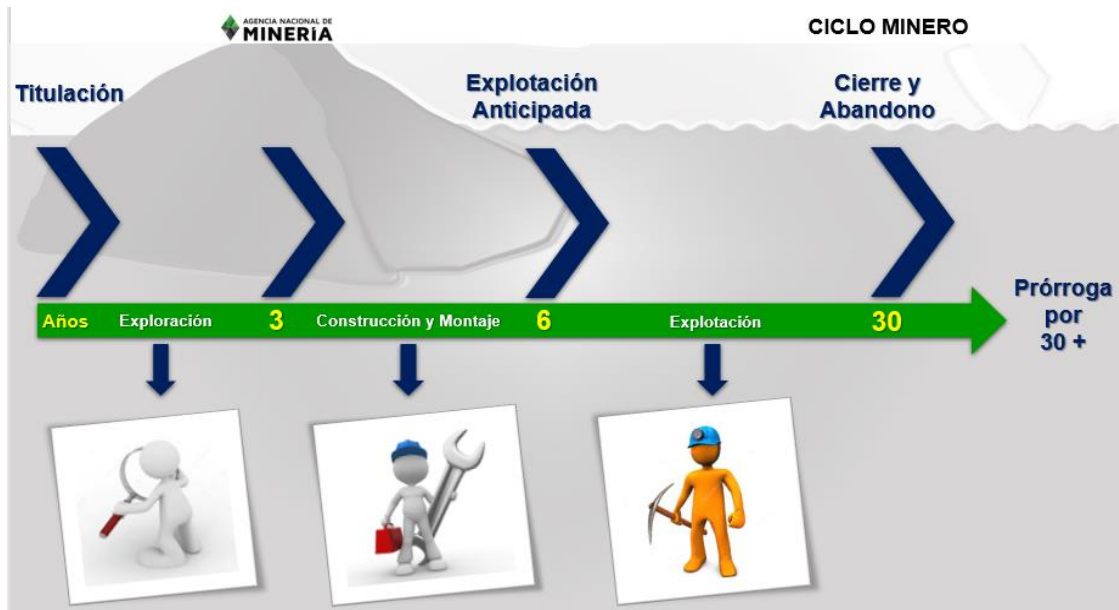 AGENCIA NACIONAL DE
MINERÍA
CICLO MINERO
Titulación
Explotación
Anticipada
Cierre y
Abandono
Años Exploración 3 Construcción y Montaje 6 Explotación 30
Prórroga
por
30 +